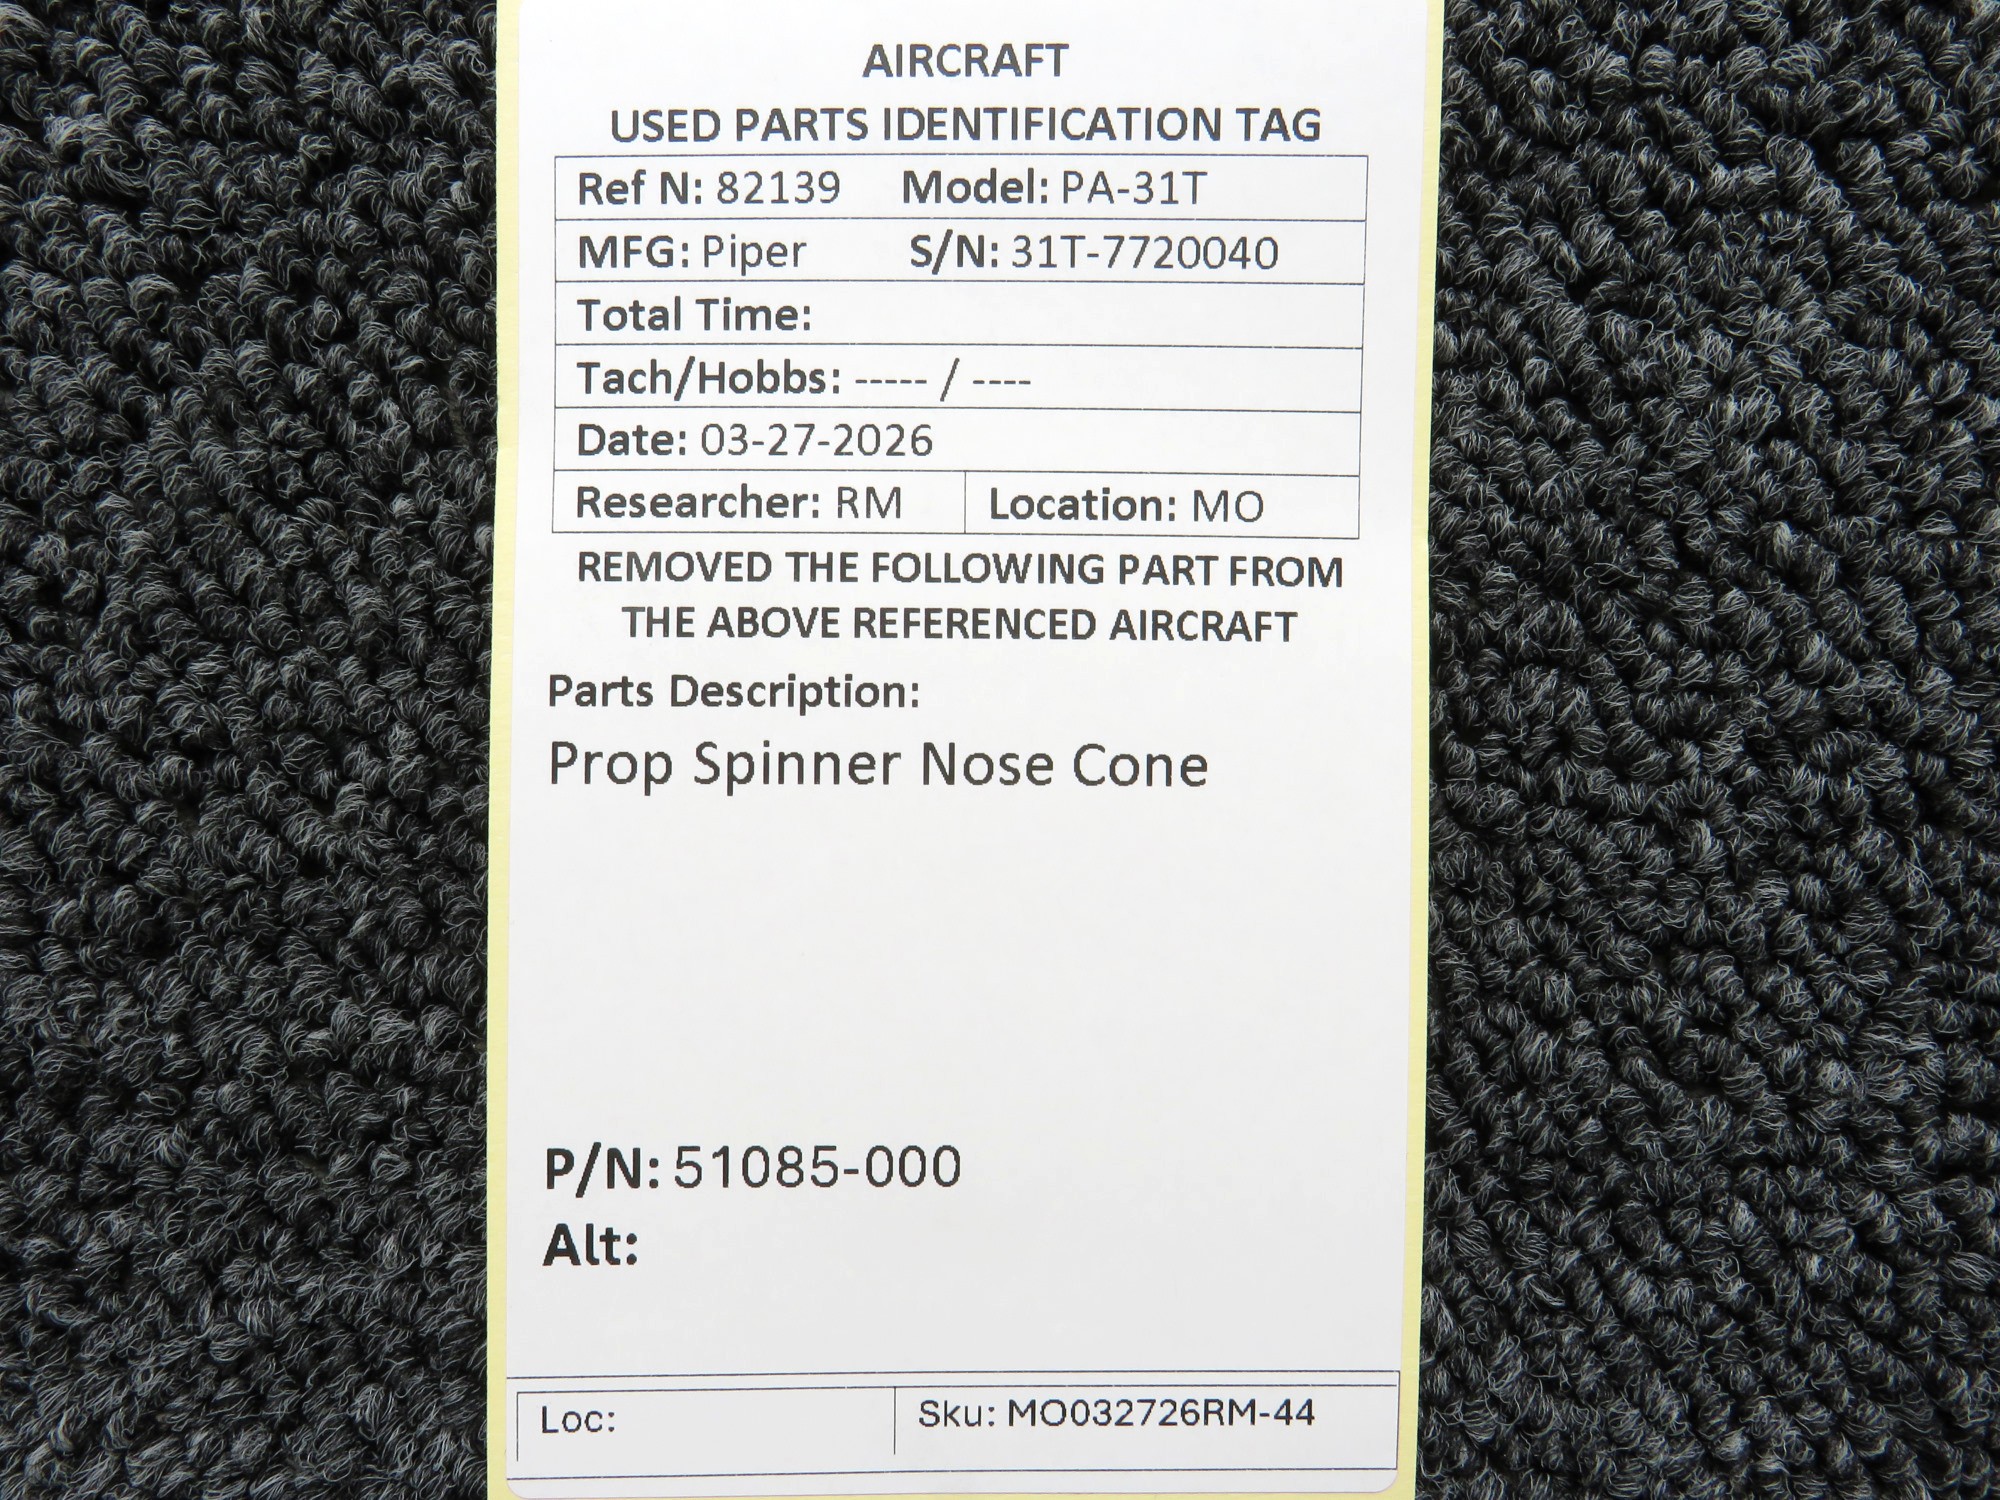 AIRCRAFT
USED PARTS IDENTIFICATION TAG
Ref N: 82139 Model: PA-31T
MFG: Piper S/N: 31T-7720040
Total Time:
Tach/Hobbs: ----- / ----
Date: 03-27-2026
Researcher: RM Location: MO
REMOVED THE FOLLOWING PART FROM
THE ABOVE REFERENCED AIRCRAFT
Parts Description:
Prop Spinner Nose Cone
P/N: 51085-000
Alt:
Loc: Sku: MO032726RM-44